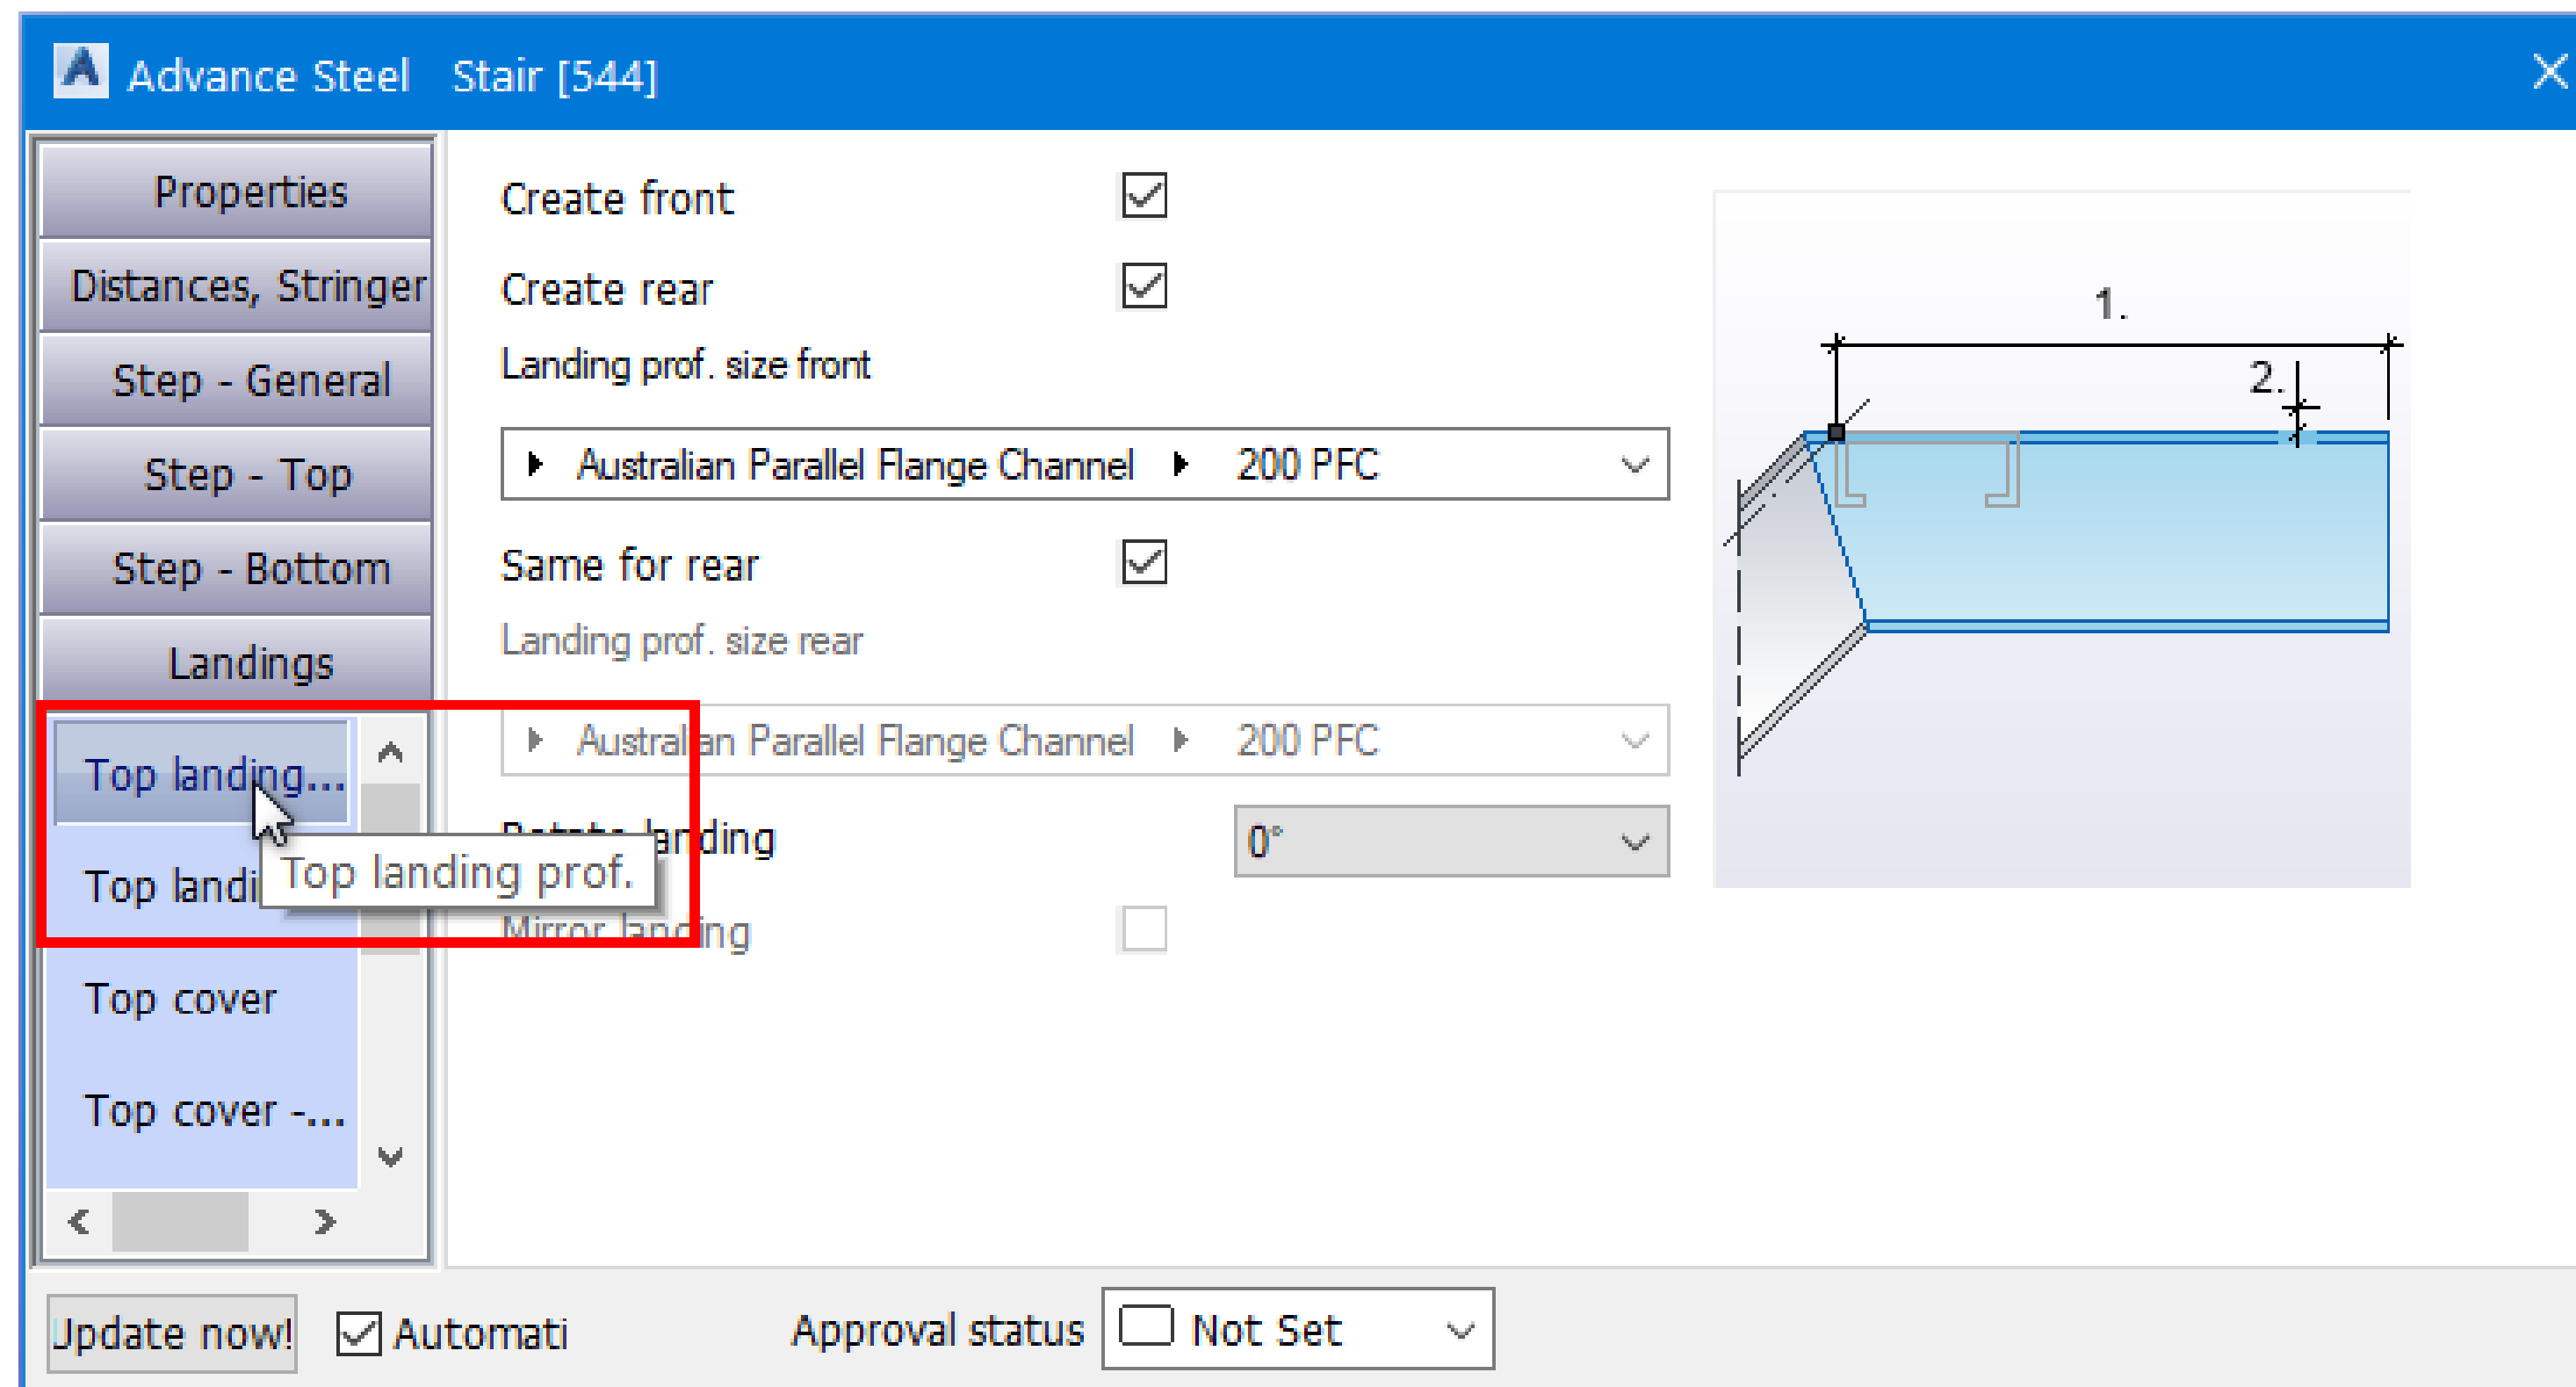 Advance Steel Stair [544]
Properties
Distances, Stringer
Step - General
Step - Top
Step - Bottom
Landings
Top landing...
Top landi
Top landing prof.
Top cover
Top cover -...
Create front
Create rear
Landing prof. size front
Australian Parallel Flange Channel 200 PFC
Same for rear
Landing prof. size rear
Australian Parallel Flange Channel 200 PFC
Rotate landing 0°
Mirror landing
1.
2.
Update now! Automati Approval status Not Set